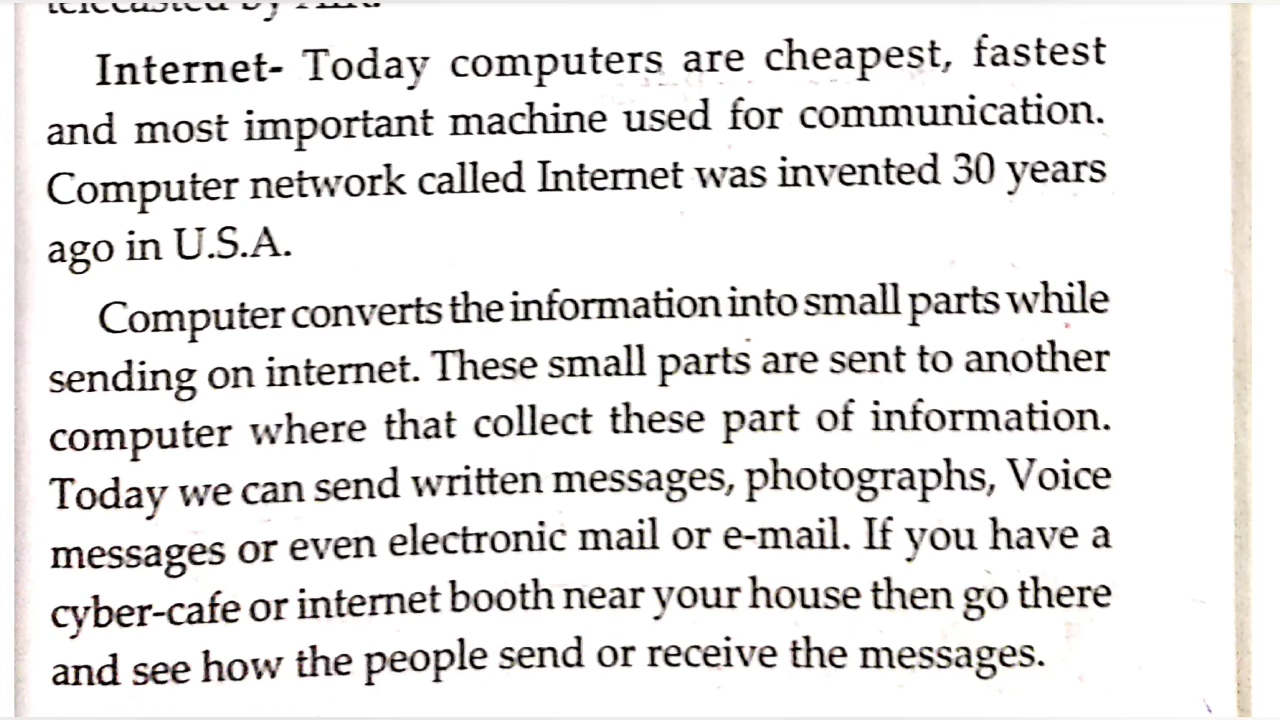 Internet- Today computers are cheapest, fastest
and most important machine used for communication.
Computer network called Internet was invented 30 years
ago in U.S.A.
Computer converts the information into small parts while
sending on internet. These small parts are sent to another
computer where that collect these part of information.
Today we can send written messages, photographs, Voice
messages or even electronic mail or e-mail. If you have a
cyber-cafe or internet booth near your house then go there
and see how the people send or receive the messages.